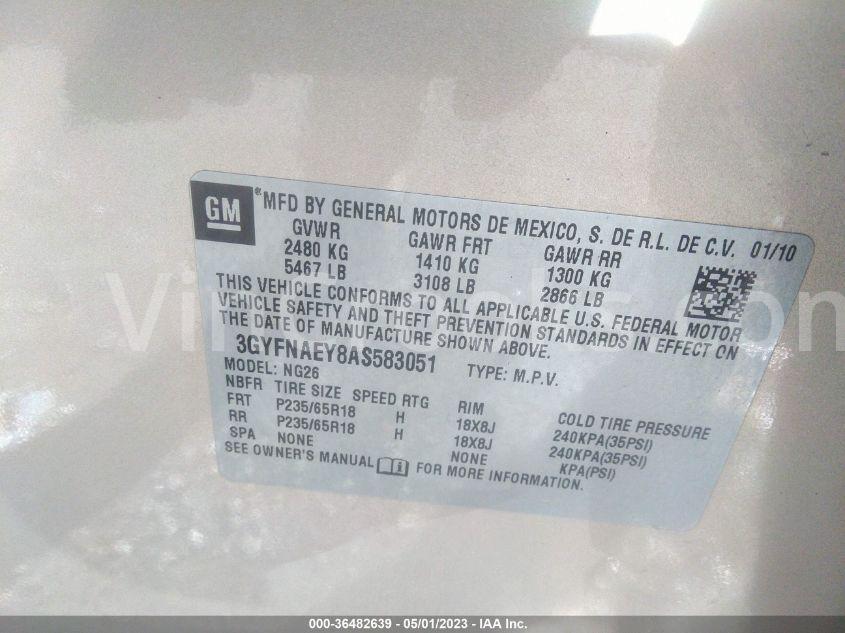 GM
®MFD BY GENERAL MOTORS DE MEXICO, S. DE R.L. DE C.V. 01/10
GVWR GAWR FRT GAWR RR
2480 KG 1410 KG 1300 KG
5467 LB 3108 LB 2866 LB
THIS VEHICLE CONFORMS TO ALL APPLICABLE U.S. FEDERAL MOTOR
VEHICLE SAFETY AND THEFT PREVENTION STANDARDS IN EFFECT ON
THE DATE OF MANUFACTURE SHOWN ABOVE.
3GYFNAEY8AS583051 TYPE: M.P.V.
MODEL: NG26
NBFR TIRE SIZE SPEED RTG RIM COLD TIRE PRESSURE
FRT P235/65R18 H 18X8J 240KPA(35PSI)
RR P235/65R18 H 18X8J 240KPA(35PSI)
SPA NONE NONE KPA(PSI)
SEE OWNER'S MANUAL FOR MORE INFORMATION.
000-36482639 - 05/01/2023 - IAA Inc.